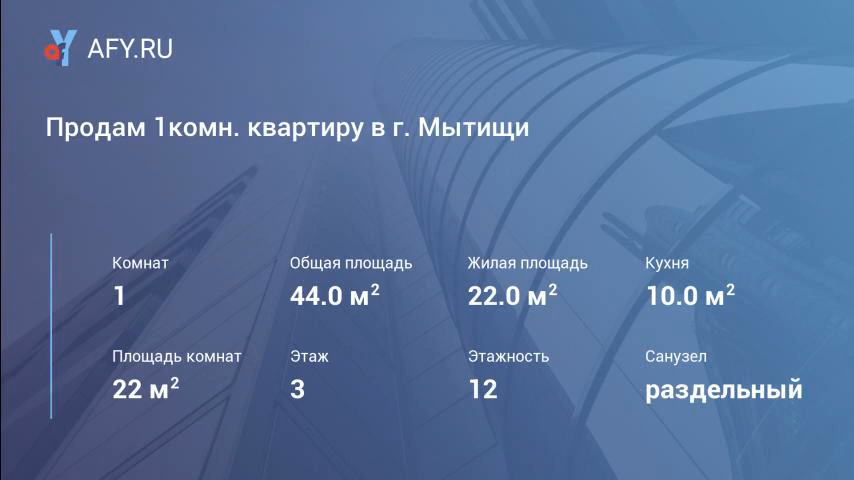 AFY.RU
Продам 1комн. квартиру в г. Мытищи
Комнат Общая площадь Жилая площадь Кухня
1 44.0 м² 22.0 м² 10.0 м²
Площадь комнат Этаж Этажность Санузел
22 м² 3 12 раздельный